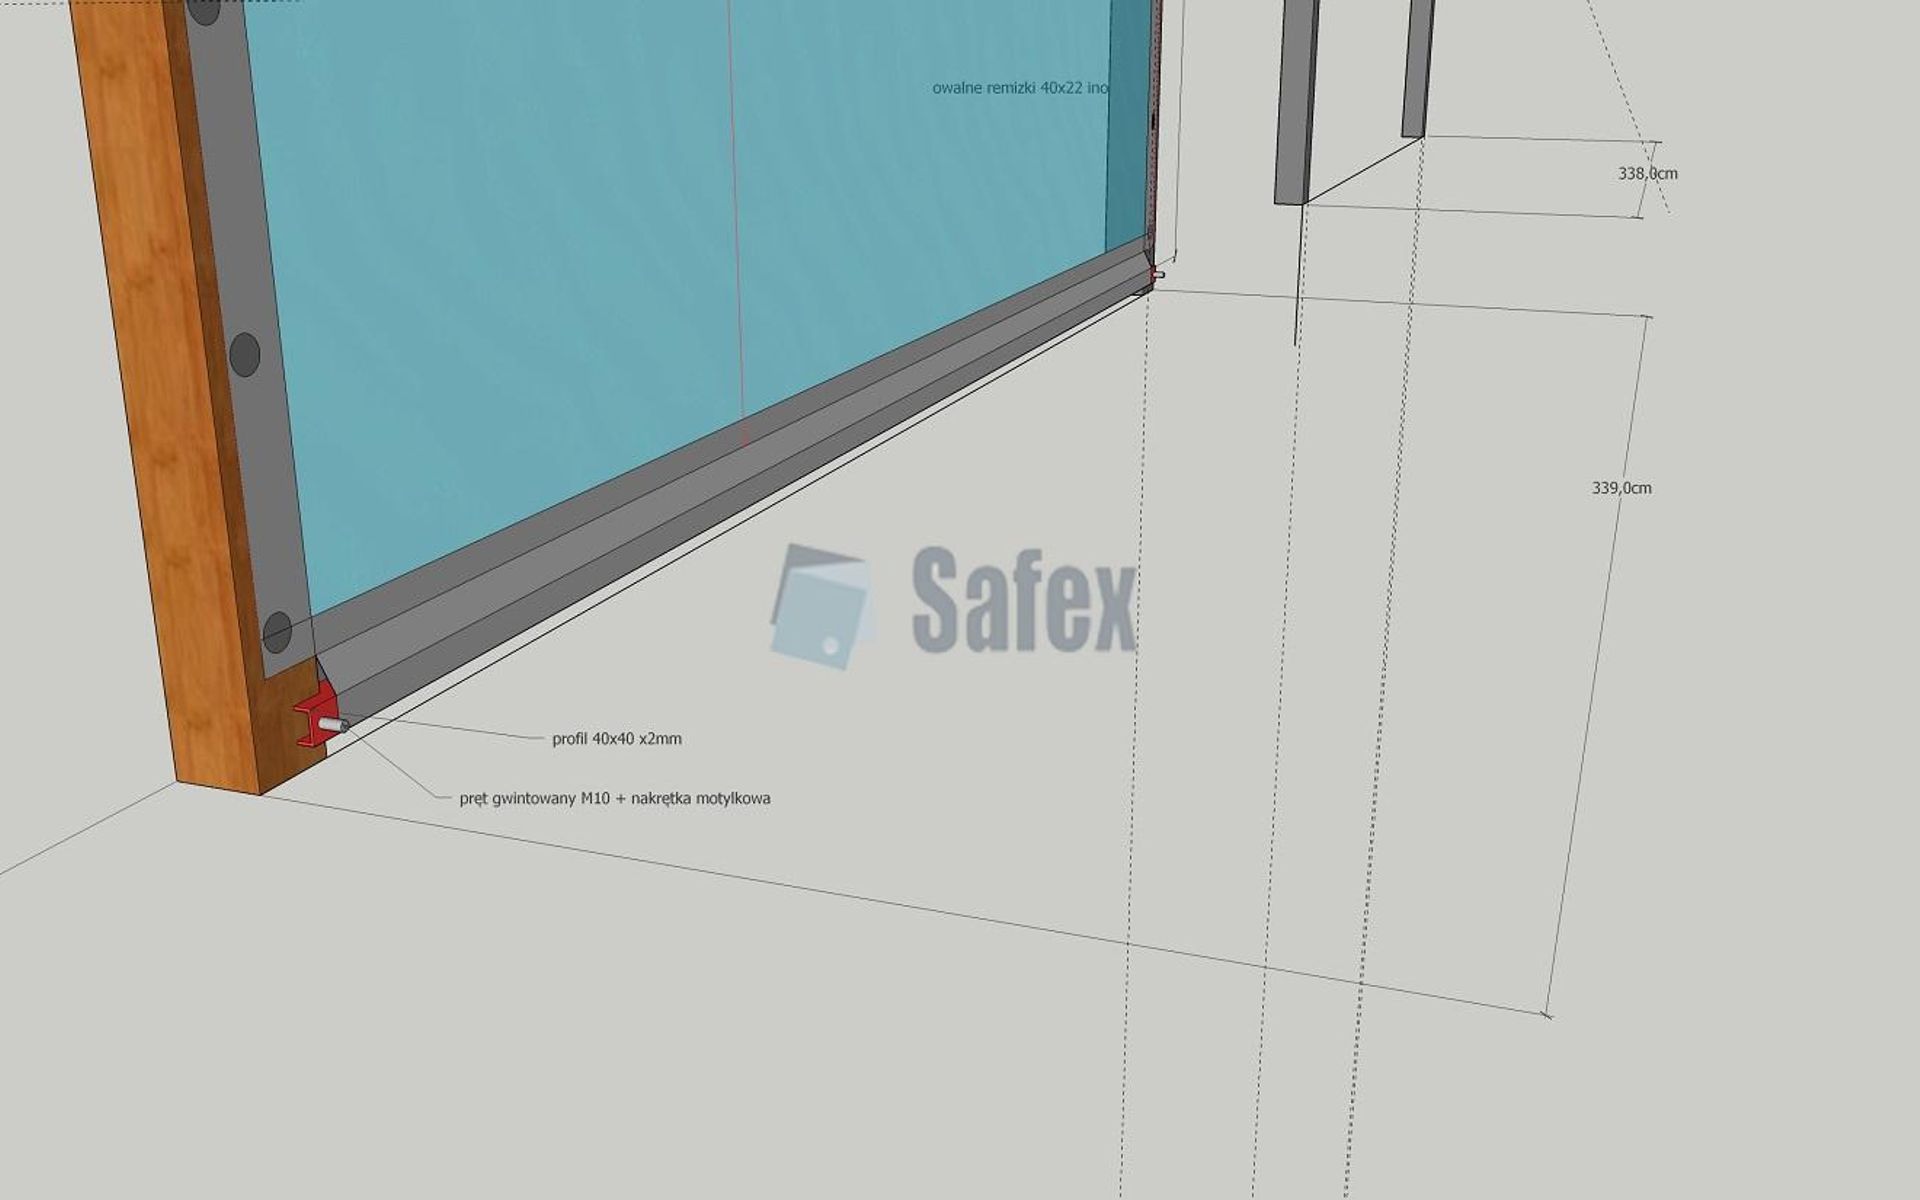 owalne remizki 40x22 ino
338,0cm
339,0cm
Safex
profil 40x40 x2mm
pręt gwintowany M10 + nakrętka motylkowa